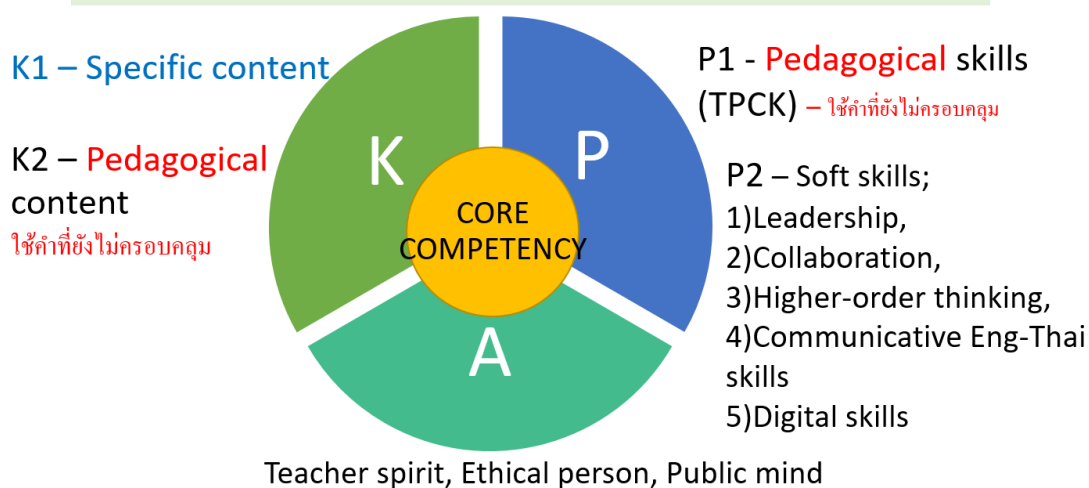 K1 – Specific content
K2 – Pedagogical
content
ใช้คำที่ยังไม่ครอบคลุม
K
P
A
CORE
COMPETENCY
P1 - Pedagogical skills
(TPCK) – ใช้คำที่ยังไม่ครอบคลุม
P2 – Soft skills;
1)Leadership,
2)Collaboration,
3)Higher-order thinking,
4)Communicative Eng-Thai
skills
5)Digital skills
Teacher spirit, Ethical person, Public mind